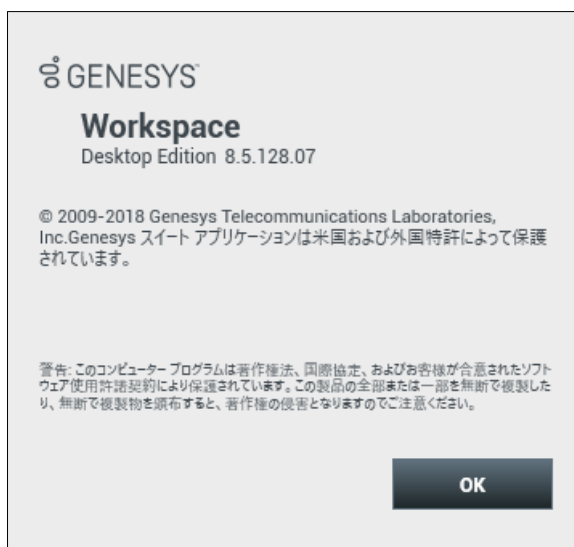 GENESYS
Workspace
Desktop Edition 8.5.128.07
© 2009-2018 Genesys Telecommunications Laboratories,
Inc.Genesys スイート アプリケーションは米国および外国特許によって保護
されています。
警告: このコンピューター プログラムは著作権法、国際協定、およびお客様が合意されたソフト
ウェア使用許諾契約により保護されています。この製品の全部または一部を無断で複製した
り、無断で複製物を頒布すると、著作権の侵害となりますのでご注意ください。
OK